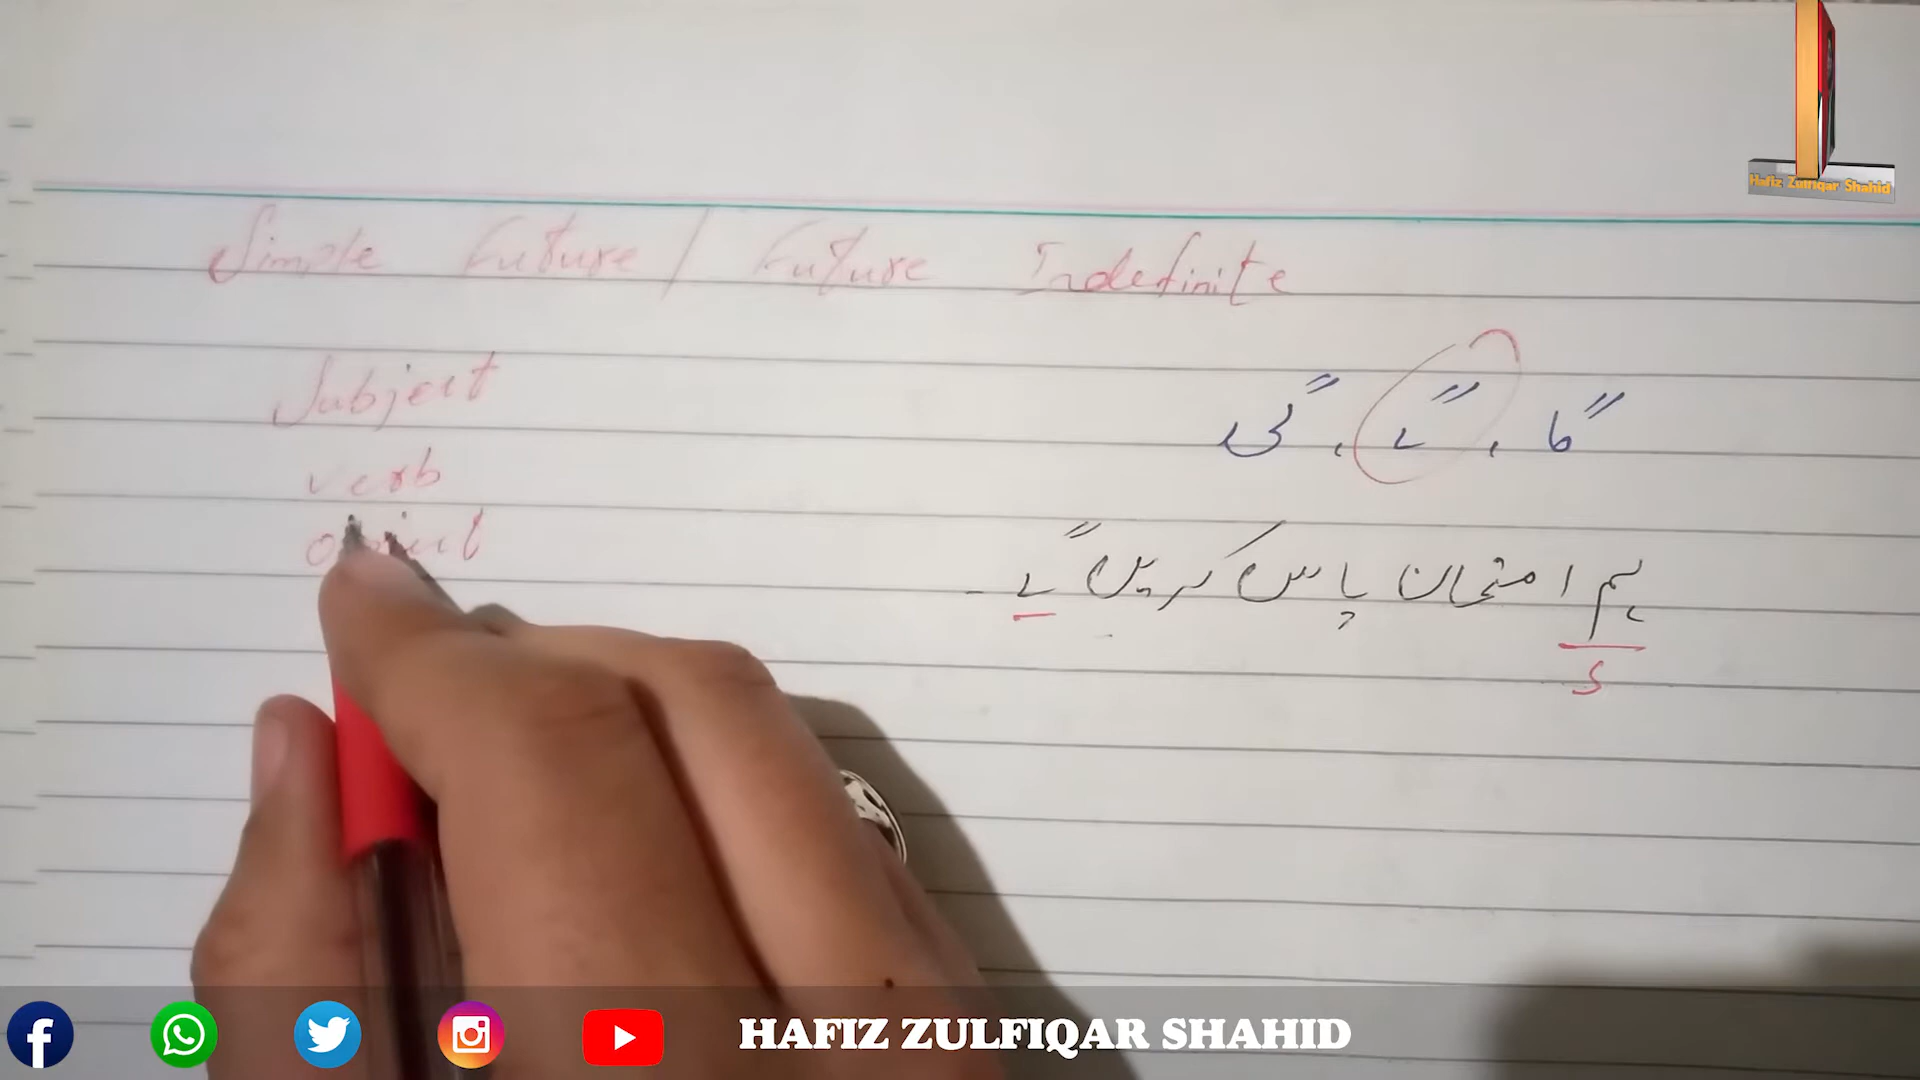 Hafiz Zulfiqar Shahid
Simple Future / Future Indefinite
Subject
verb
object
گا ، گے ، گی
ہم امتحان پاس کریں گے ۔
S
HAFIZ ZULFIQAR SHAHID